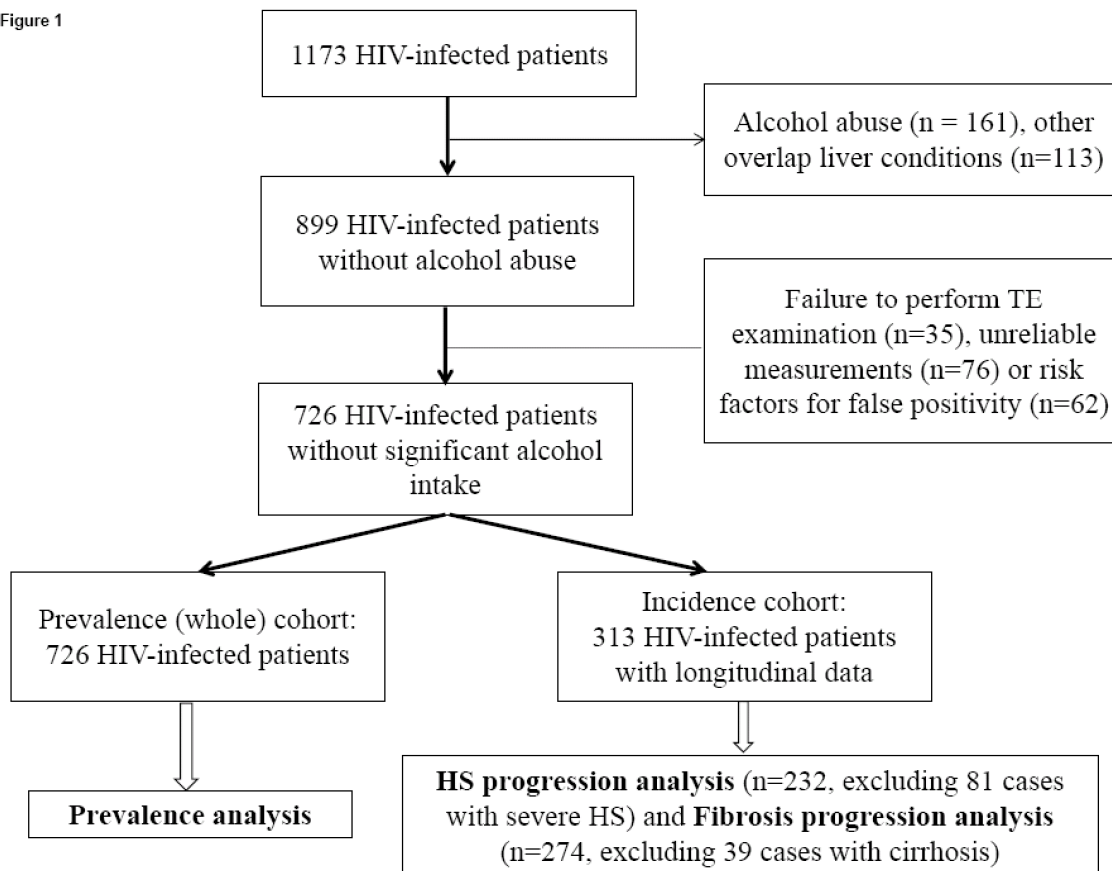 Figure 1
1173 HIV-infected patients
Alcohol abuse (n = 161), other
overlap liver conditions (n=113)
899 HIV-infected patients
without alcohol abuse
Failure to perform TE
examination (n=35), unreliable
measurements (n=76) or risk
factors for false positivity (n=62)
726 HIV-infected patients
without significant alcohol
intake
Prevalence (whole) cohort:
726 HIV-infected patients
Incidence cohort:
313 HIV-infected patients
with longitudinal data
Prevalence analysis
HS progression analysis (n=232, excluding 81 cases
with severe HS) and Fibrosis progression analysis
(n=274, excluding 39 cases with cirrhosis)